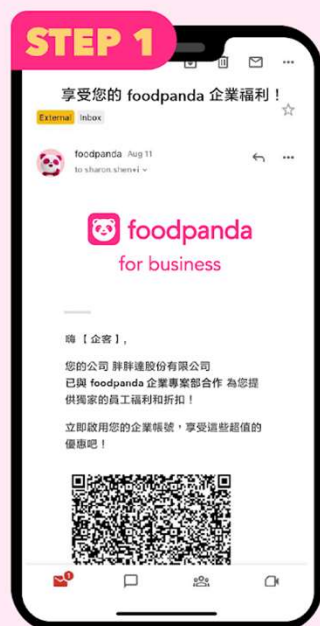 STEP 1
享受您的 foodpanda 企業福利！
External Inbox
foodpanda Aug 11
to sharon.shen+i
foodpanda
for business
嗨【企客】,
您的公司 胖胖達股份有限公司
已與 foodpanda 企業專案部合作 為您提
供獨家的員工福利和折扣！
立即啟用您的企業帳號，享受這些超值的
優惠吧！